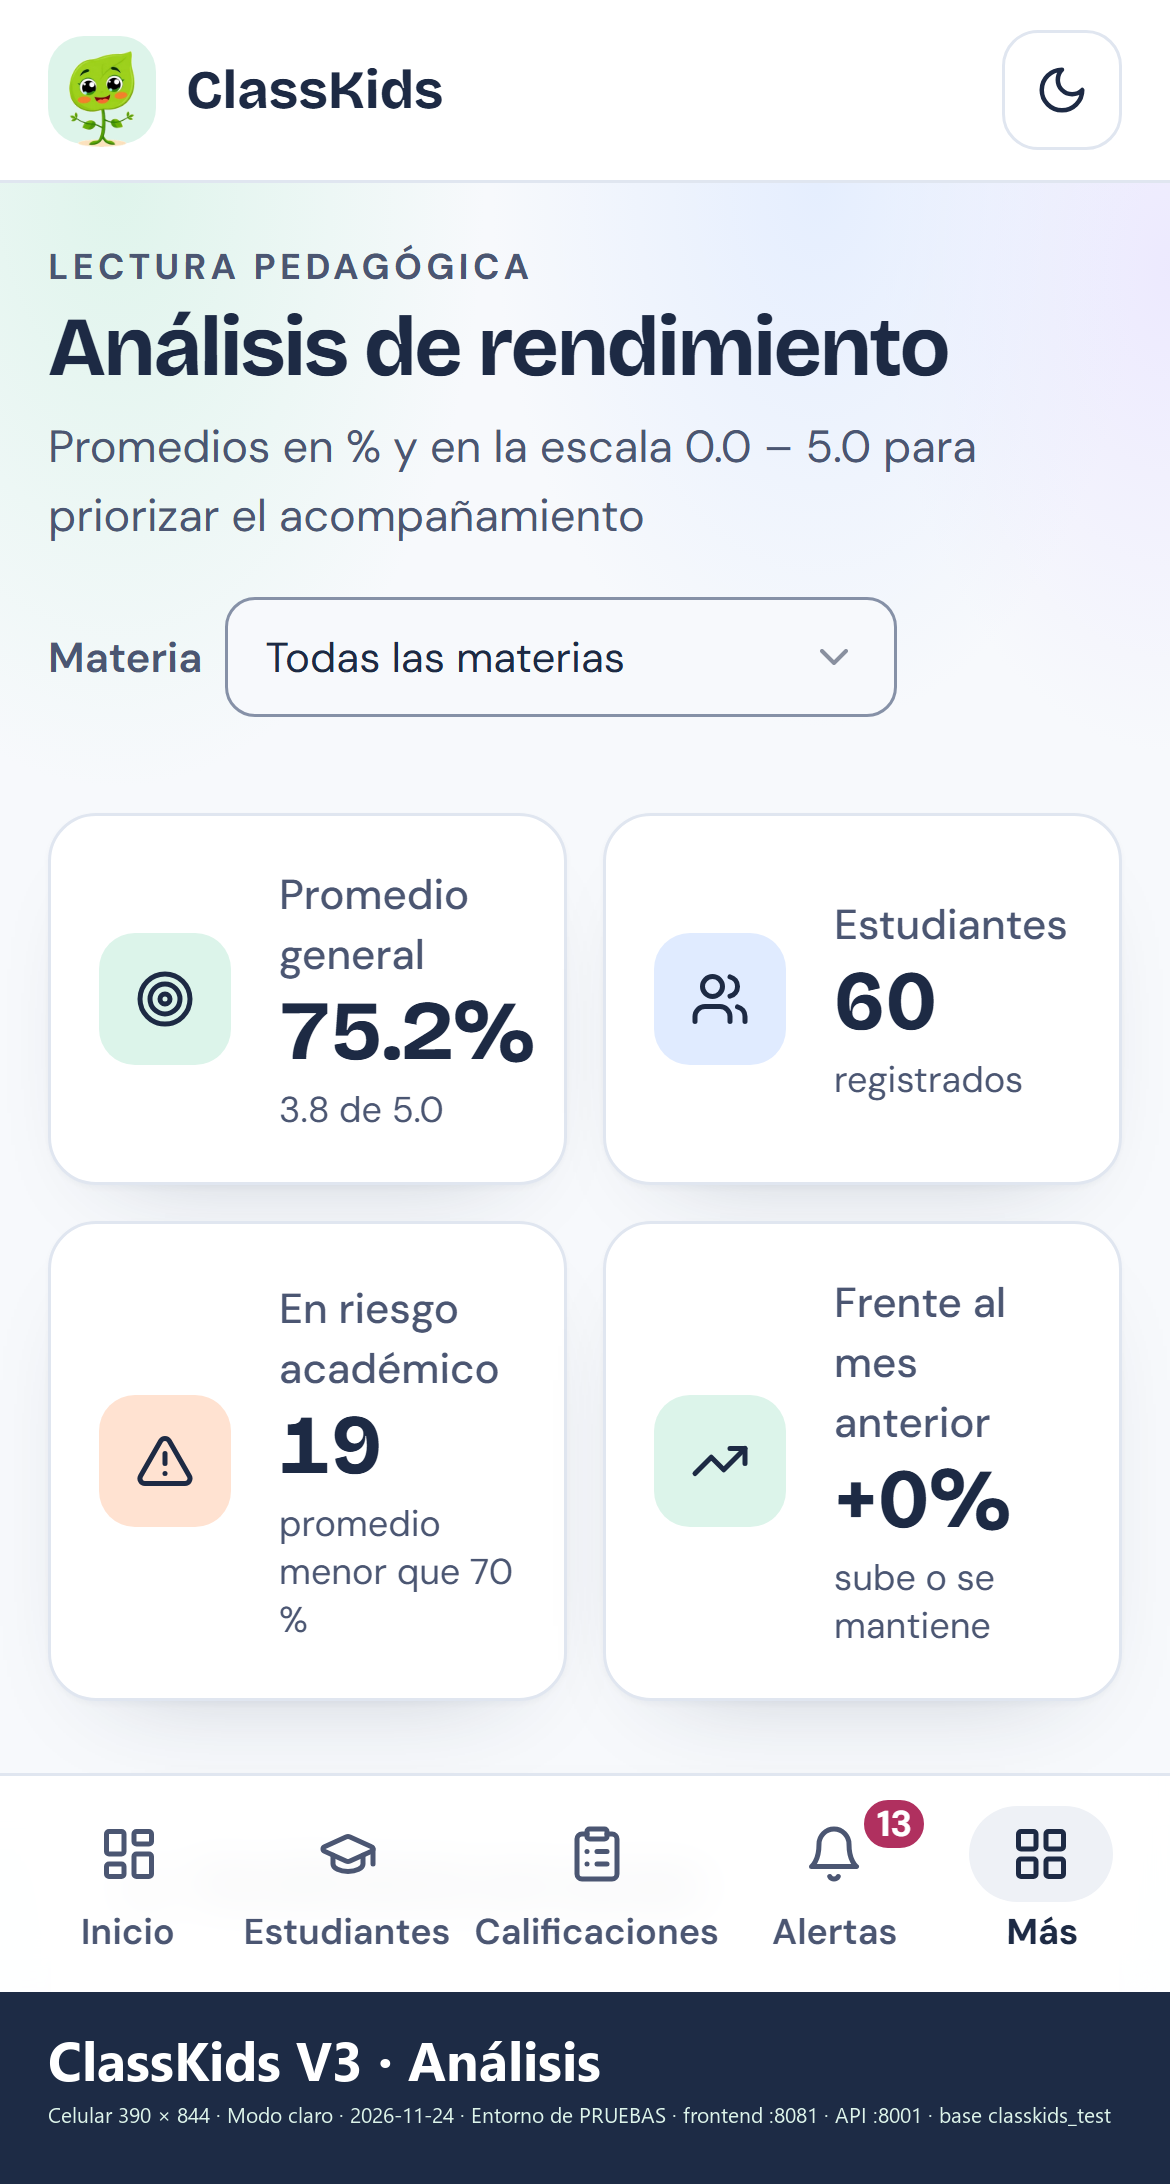 ClassKids
LECTURA PEDAGÓGICA
Análisis de rendimiento
Promedios en % y en la escala 0.0 – 5.0 para
priorizar el acompañamiento
Materia
Todas las materias
Promedio
general
75.2%
3.8 de 5.0
Estudiantes
60
registrados
En riesgo
académico
19
promedio
menor que 70
%
Frente al
mes
anterior
+0%
sube o se
mantiene
13
Inicio
Estudiantes
Calificaciones
Alertas
Más
ClassKids V3 · Análisis
Celular 390 × 844 · Modo claro · 2026-11-24 · Entorno de PRUEBAS · frontend :8081 · API :8001 · base classkids_test